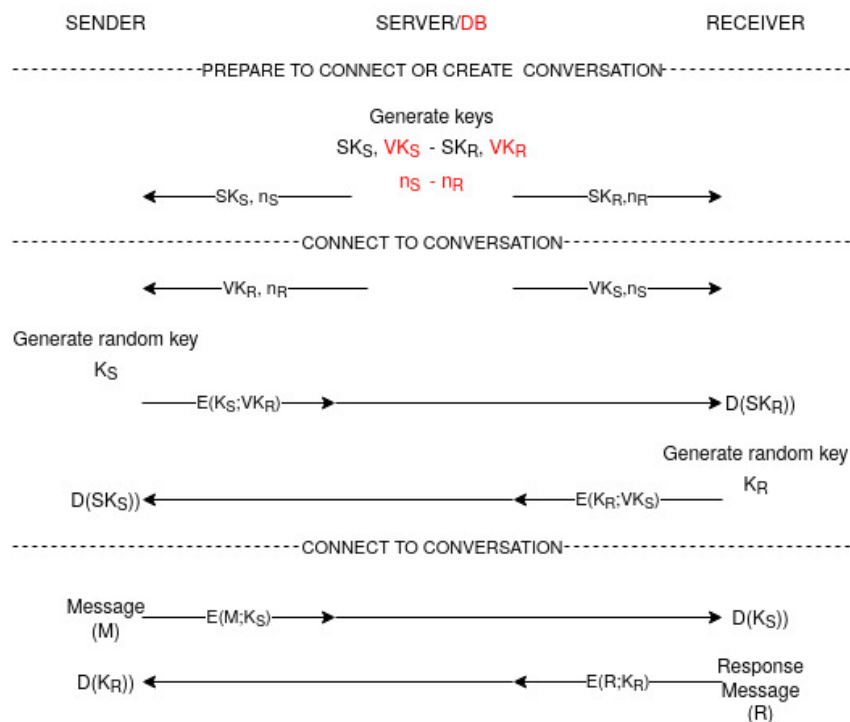 SENDER SERVER/DB RECEIVER
PREPARE TO CONNECT OR CREATE CONVERSATION
Generate keys
SKS, VKS - SKR, VKR
nS - nR
SKS, nS SKR,nR
CONNECT TO CONVERSATION
VKR, nR VKS,nS
Generate random key
KS
E(KS;VKR) D(SKR))
Generate random key
KR
D(SKS)) E(KR;VKS)
CONNECT TO CONVERSATION
Message
(M)
E(M;KS) D(KS))
D(KR)) E(R;KR)
Response
Message
(R)